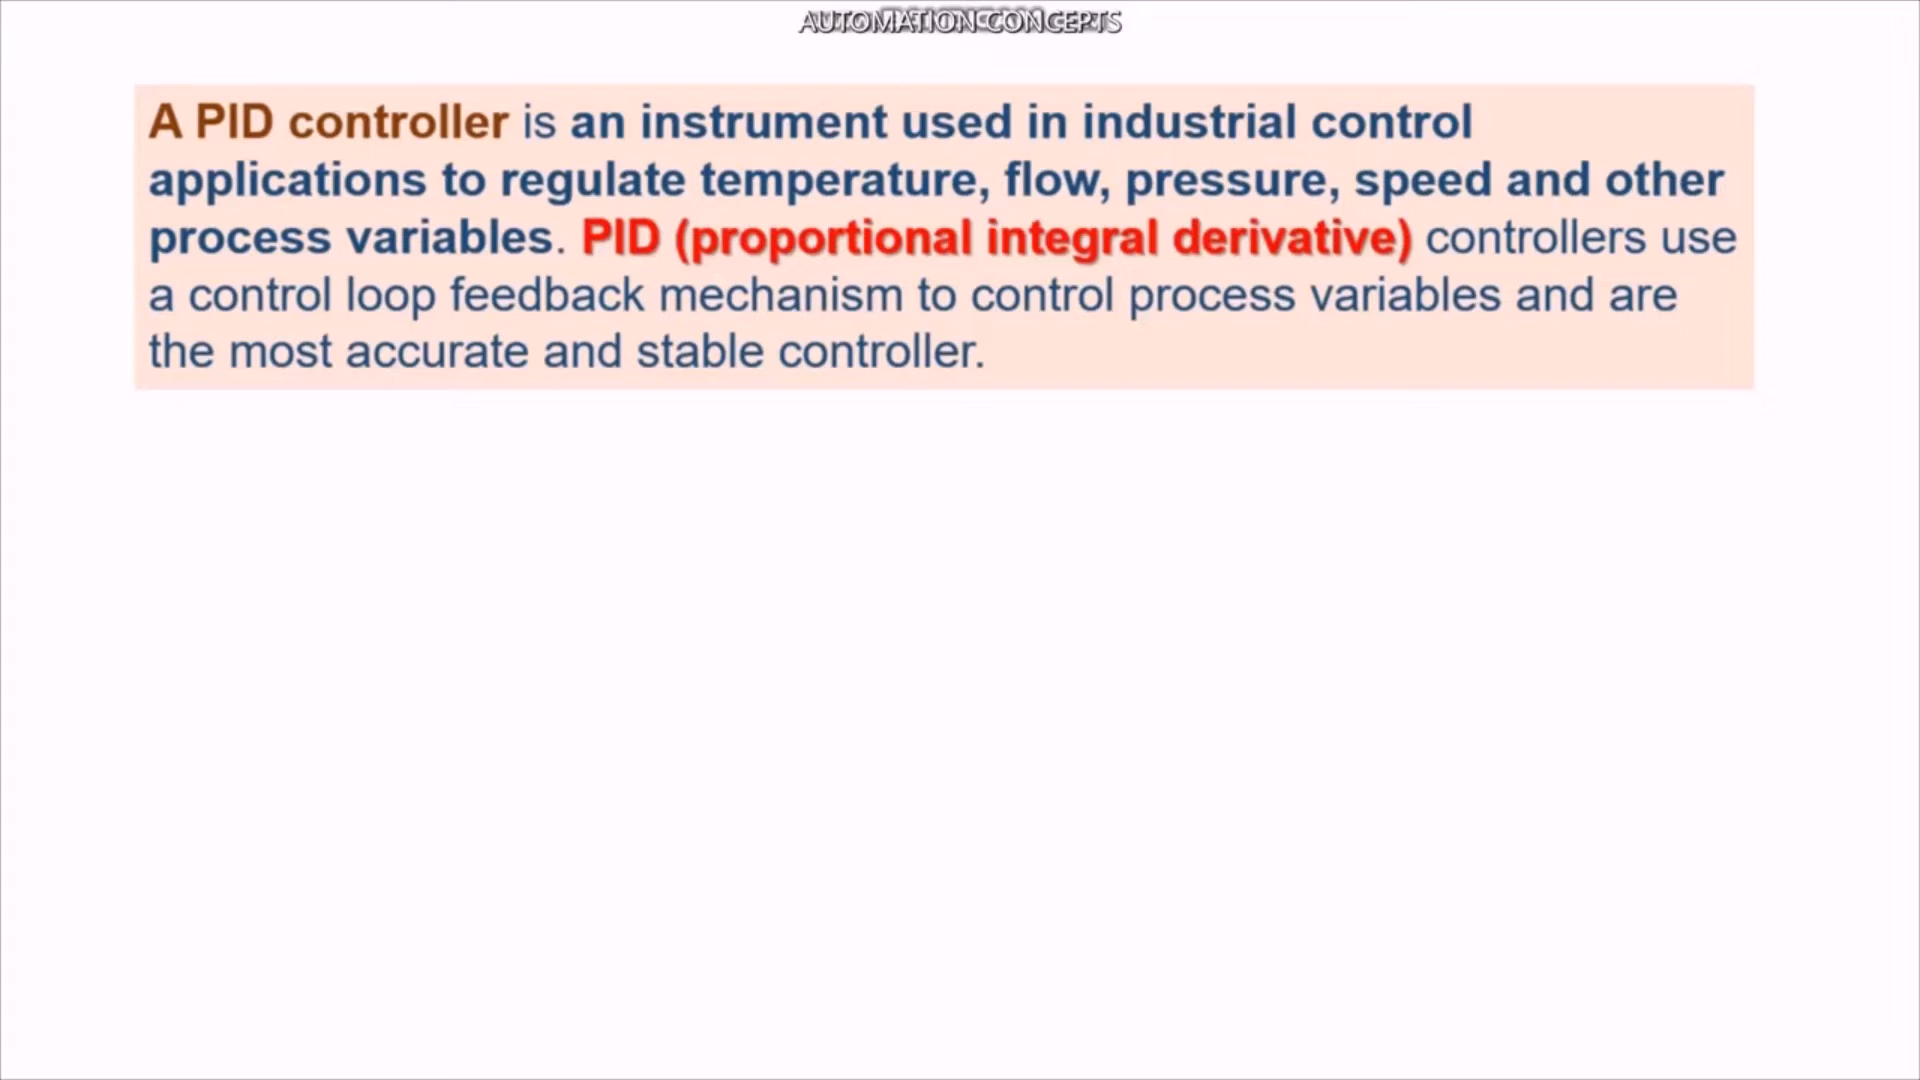 AUTOMATION CONCEPTS
A PID controller is an instrument used in industrial control
applications to regulate temperature, flow, pressure, speed and other
process variables. PID (proportional integral derivative) controllers use
a control loop feedback mechanism to control process variables and are
the most accurate and stable controller.